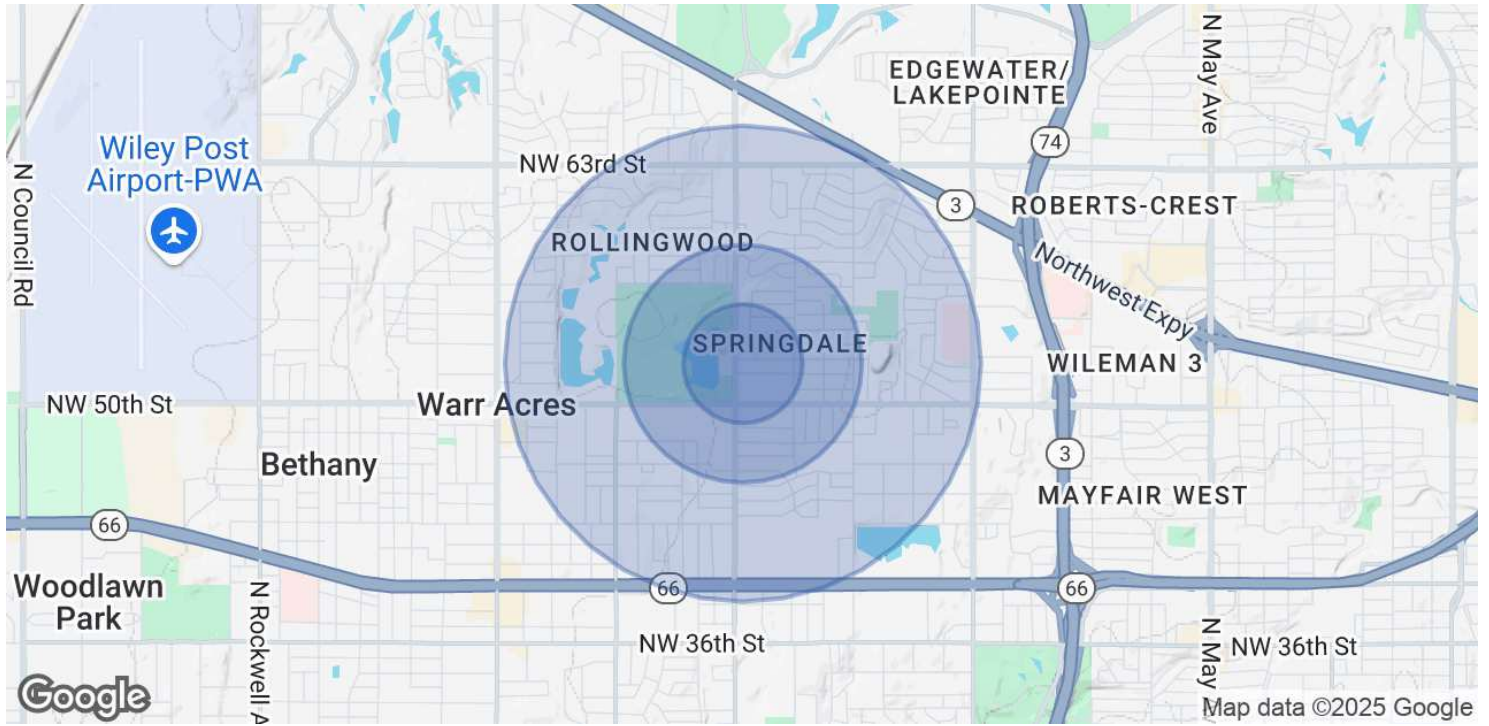 EDGEWATER/
LAKEPOINTE
N May Ave
74
Wiley Post
Airport-PWA
NW 63rd St
N Council Rd
3
ROBERTS-CREST
ROLLINGWOOD
Northwest Expy
SPRINGDALE
WILEMAN 3
NW 50th St
Warr Acres
Bethany
3
MAYFAIR WEST
66
Woodlawn
Park
66
66
N Rockwell A
NW 36th St
N May
NW 36th St
Google
Map data ©2025 Google